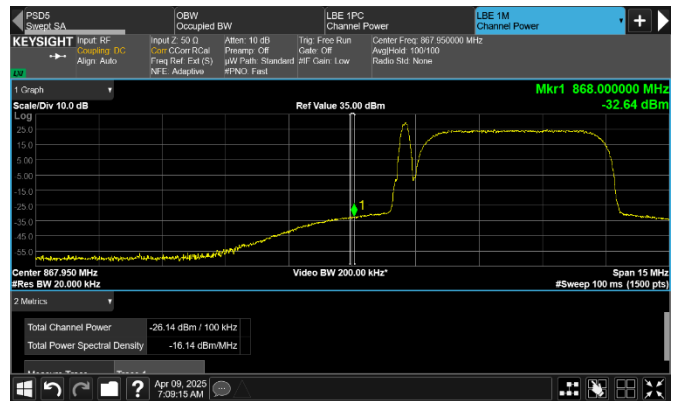 PSD5
Swept SA
OBW
Occupied BW
LBE 1PC
Channel Power
LBE 1M
Channel Power
KEYSIGHT
Input: RF
Coupling: DC
Align: Auto
Input Z: 50 Ω
Corr CCorr RCal
Freq Ref: Ext (S)
NFE: Adaptive
Atten: 10 dB
Preamp: Off
µW Path: Standard
#PNO: Fast
Trig: Free Run
Gate: Off
#IF Gain: Low
Center Freq: 867.950000 MHz
Avg|Hold: 100/100
Radio Std: None
LXI
1 Graph
Mkr1 868.000000 MHz
Scale/Div 10.0 dB
Ref Value 35.00 dBm
-32.64 dBm
Log
25.0
15.0
5.00
-5.00
-15.0
-25.0
-35.0
-45.0
-55.0
1
Center 867.950 MHz
Video BW 200.00 kHz*
Span 15 MHz
#Res BW 20.000 kHz
#Sweep 100 ms (1500 pts)
2 Metrics
Total Channel Power
-26.14 dBm / 100 kHz
Total Power Spectral Density
-16.14 dBm/MHz
Apr 09, 2025
7:09:15 AM